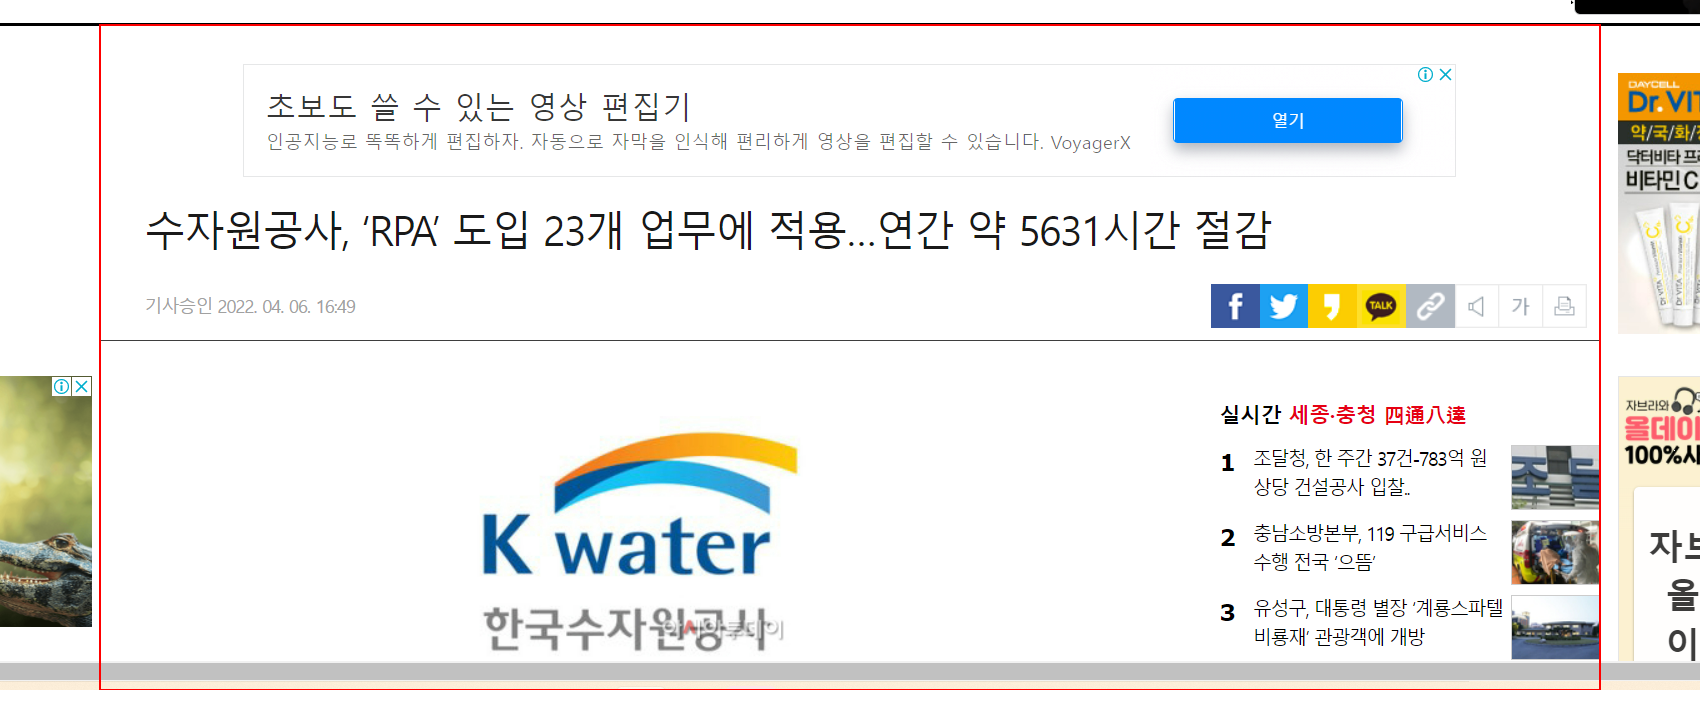 초보도 쓸 수 있는 영상 편집기
인공지능로 똑똑하게 편집하자. 자동으로 자막을 인식해 편리하게 영상을 편집할 수 있습니다. VoyagerX
열기
수자원공사, ‘RPA’ 도입 23개 업무에 적용…연간 약 5631시간 절감
기사승인 2022. 04. 06. 16:49
f
TALK
가
K water
한국수자원공사
아시아투데이
실시간 세종·충청 四通八達
1 조달청, 한 주간 37건-783억 원
상당 건설공사 입찰..
2 충남소방본부, 119 구급서비스
수행 전국 ‘으뜸’
3 유성구, 대통령 별장 ‘계룡스파텔
비룡재’ 관광객에 개방
조달
DAYCELL
Dr.VIT
약/국/화/
닥터비타 프
비타민 C
Dr.VITA
Dr.VITA
자브라와
올데이
100%
자브
올
이